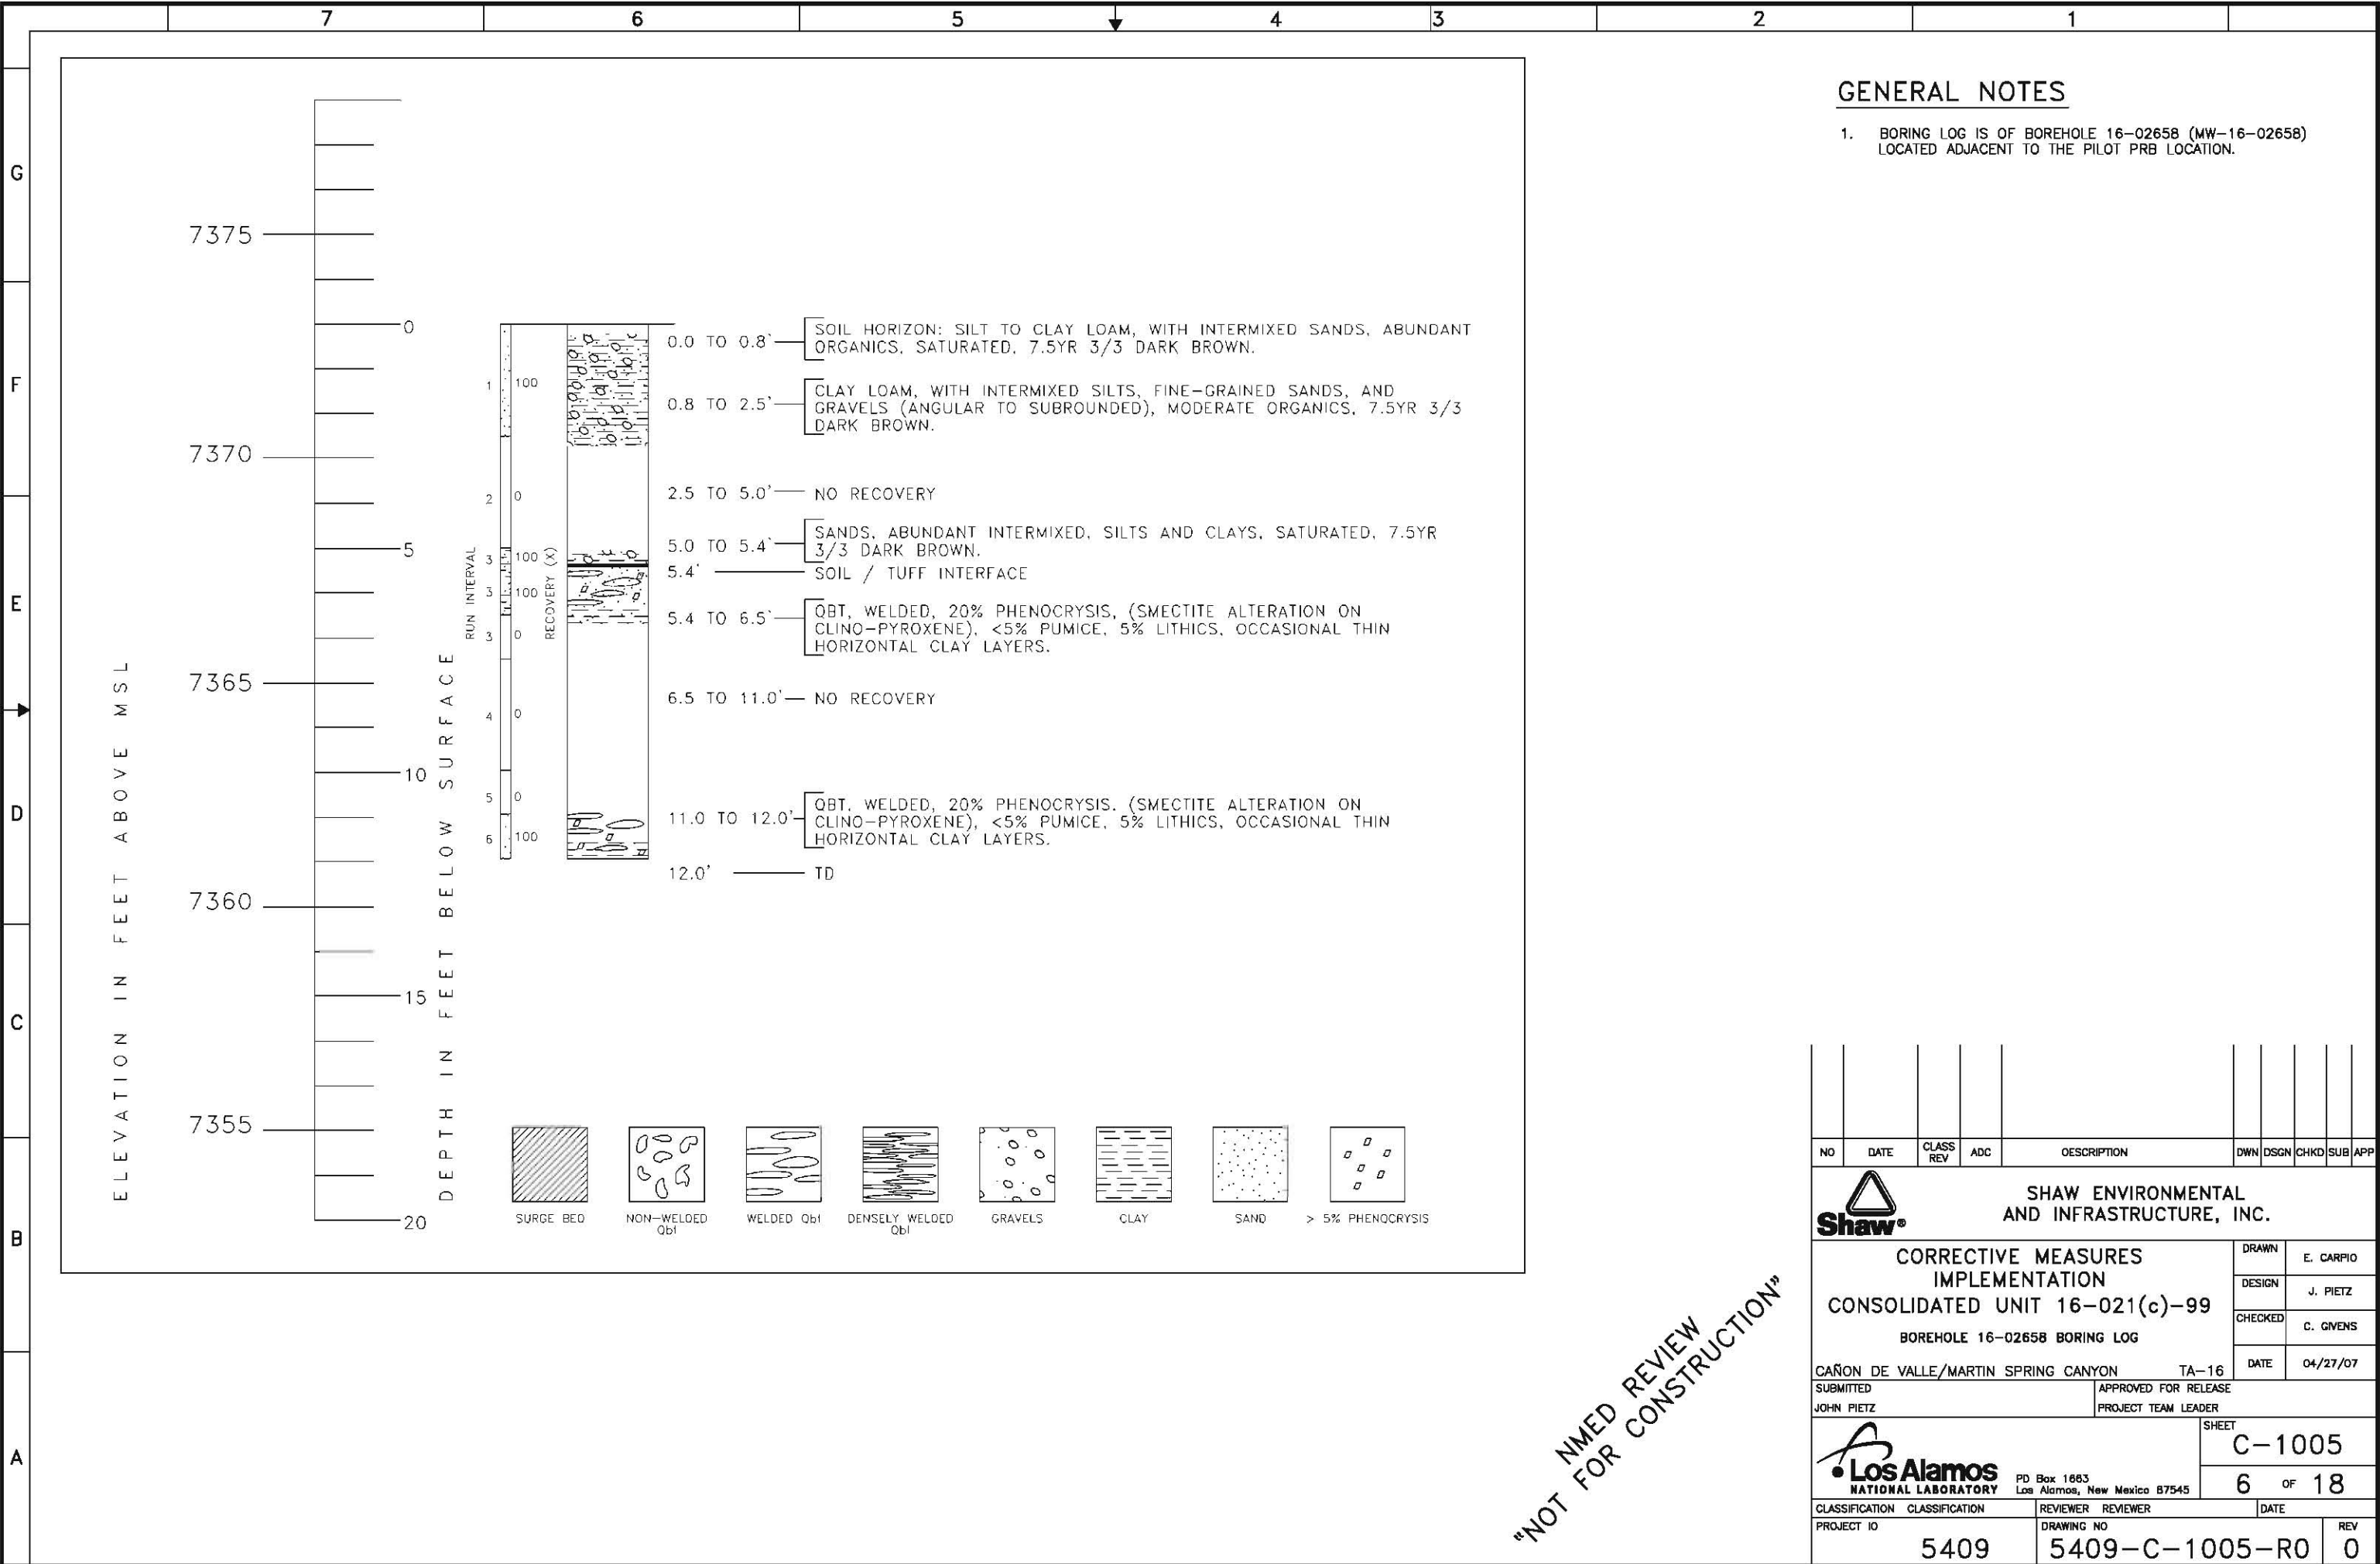 7 6 5 4 3 2 1
G
F
E
D
C
B
A
GENERAL NOTES
1. BORING LOG IS OF BOREHOLE 16-02658 (MW-16-02658)
LOCATED ADJACENT TO THE PILOT PRB LOCATION.
ELEVATION IN FEET ABOVE MSL
7375
7370
7365
7360
7355
DEPTH IN FEET BELOW SURFACE
0
5
10
15
20
RUN INTERVAL
RECOVERY (X)
1 100
2 0
3 100
3 100
3 0
4 0
5 0
6 100
0.0 TO 0.8'
SOIL HORIZON: SILT TO CLAY LOAM, WITH INTERMIXED SANDS, ABUNDANT
ORGANICS, SATURATED, 7.5YR 3/3 DARK BROWN.
0.8 TO 2.5'
CLAY LOAM, WITH INTERMIXED SILTS, FINE-GRAINED SANDS, AND
GRAVELS (ANGULAR TO SUBROUNDED), MODERATE ORGANICS, 7.5YR 3/3
DARK BROWN.
2.5 TO 5.0' NO RECOVERY
5.0 TO 5.4'
SANDS, ABUNDANT INTERMIXED, SILTS AND CLAYS, SATURATED, 7.5YR
3/3 DARK BROWN.
5.4' SOIL / TUFF INTERFACE
5.4 TO 6.5'
QBT, WELDED, 20% PHENOCRYSIS, (SMECTITE ALTERATION ON
CLINO-PYROXENE), <5% PUMICE, 5% LITHICS, OCCASIONAL THIN
HORIZONTAL CLAY LAYERS.
6.5 TO 11.0' NO RECOVERY
11.0 TO 12.0'
QBT, WELDED, 20% PHENOCRYSIS. (SMECTITE ALTERATION ON
CLINO-PYROXENE), <5% PUMICE, 5% LITHICS, OCCASIONAL THIN
HORIZONTAL CLAY LAYERS.
12.0' TD
SURGE BED
NON-WELDED
Qbt
WELDED Qbt
DENSELY WELDED
Qbt
GRAVELS
CLAY
SAND
> 5% PHENOCRYSIS
NMED REVIEW
"NOT FOR CONSTRUCTION"
NO DATE CLASS REV ADC DESCRIPTION DWN DSGN CHKD SUB APP
Shaw®
SHAW ENVIRONMENTAL
AND INFRASTRUCTURE, INC.
CORRECTIVE MEASURES
IMPLEMENTATION
CONSOLIDATED UNIT 16-021(c)-99
BOREHOLE 16-02658 BORING LOG
CAÑON DE VALLE/MARTIN SPRING CANYON TA-16
DRAWN E. CARPIO
DESIGN J. PIETZ
CHECKED C. GIVENS
DATE 04/27/07
SUBMITTED
JOHN PIETZ
APPROVED FOR RELEASE
PROJECT TEAM LEADER
Los Alamos
NATIONAL LABORATORY
PO Box 1663
Los Alamos, New Mexico 87545
SHEET
C-1005
6 OF 18
CLASSIFICATION CLASSIFICATION REVIEWER REVIEWER DATE
PROJECT ID
5409
DRAWING NO
5409-C-1005-R0
REV
0